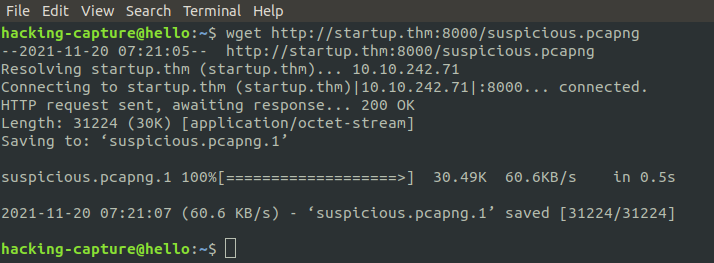 File Edit View Search Terminal Help
hacking-capture@hello:~$ wget http://startup.thm:8000/suspicious.pcapng
--2021-11-20 07:21:05--  http://startup.thm:8000/suspicious.pcapng
Resolving startup.thm (startup.thm)... 10.10.242.71
Connecting to startup.thm (startup.thm)|10.10.242.71|:8000... connected.
HTTP request sent, awaiting response... 200 OK
Length: 31224 (30K) [application/octet-stream]
Saving to: ‘suspicious.pcapng.1’
suspicious.pcapng.1 100%[===================>]  30.49K  60.6KB/s    in 0.5s
2021-11-20 07:21:07 (60.6 KB/s) - ‘suspicious.pcapng.1’ saved [31224/31224]
hacking-capture@hello:~$